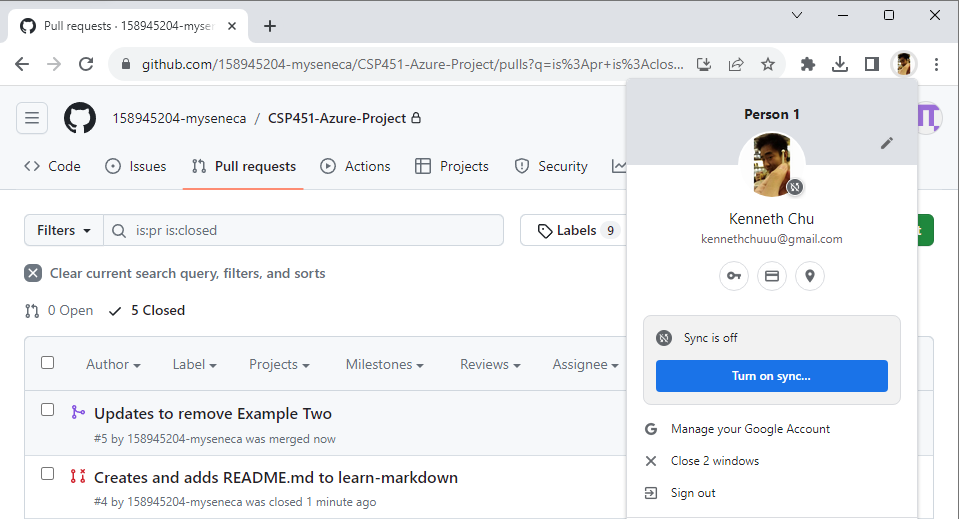 Pull requests · 158945204-myse
github.com/158945204-myseneca/CSP451-Azure-Project/pulls?q=is%3Apr+is%3Aclos...
158945204-myseneca / CSP451-Azure-Project
Code Issues Pull requests Actions Projects Security
Filters is:pr is:closed Labels 9
Clear current search query, filters, and sorts
0 Open 5 Closed
Author Label Projects Milestones Reviews Assignee
Updates to remove Example Two
#5 by 158945204-myseneca was merged now
Creates and adds README.md to learn-markdown
#4 by 158945204-myseneca was closed 1 minute ago
Person 1
Kenneth Chu
kennethchuuu@gmail.com
Sync is off
Turn on sync...
Manage your Google Account
Close 2 windows
Sign out